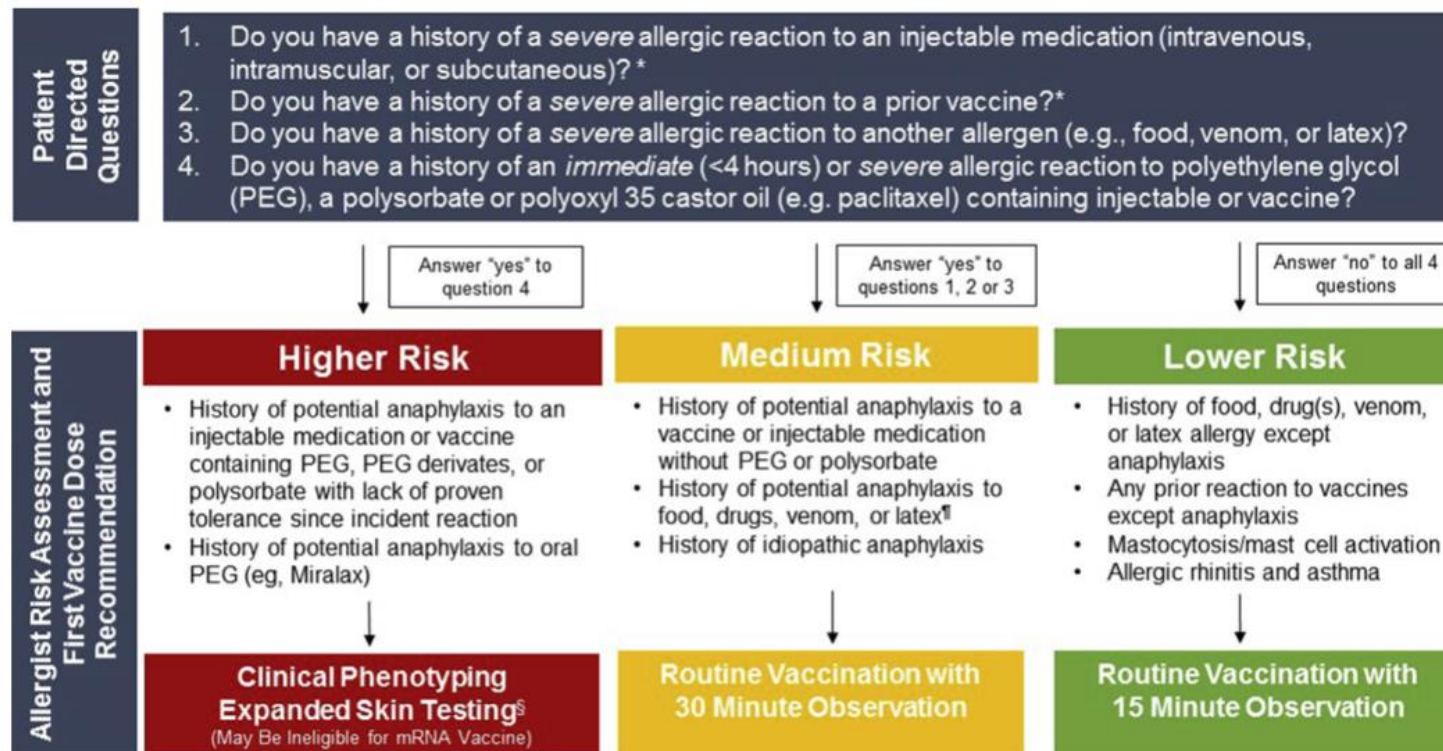 Patient
Directed
Questions
1. Do you have a history of a severe allergic reaction to an injectable medication (intravenous,
intramuscular, or subcutaneous)? *
2. Do you have a history of a severe allergic reaction to a prior vaccine?*
3. Do you have a history of a severe allergic reaction to another allergen (e.g., food, venom, or latex)?
4. Do you have a history of an immediate (<4 hours) or severe allergic reaction to polyethylene glycol
(PEG), a polysorbate or polyoxyl 35 castor oil (e.g. paclitaxel) containing injectable or vaccine?
Answer "yes" to
question 4
Answer "yes" to
questions 1, 2 or 3
Answer "no" to all 4
questions
Allergist Risk Assessment and
First Vaccine Dose
Recommendation
Higher Risk
• History of potential anaphylaxis to an
injectable medication or vaccine
containing PEG, PEG derivates, or
polysorbate with lack of proven
tolerance since incident reaction
• History of potential anaphylaxis to oral
PEG (eg, Miralax)
Clinical Phenotyping
Expanded Skin Testing§
(May Be Ineligible for mRNA Vaccine)
Medium Risk
• History of potential anaphylaxis to a
vaccine or injectable medication
without PEG or polysorbate
• History of potential anaphylaxis to
food, drugs, venom, or latex¶
• History of idiopathic anaphylaxis
Routine Vaccination with
30 Minute Observation
Lower Risk
• History of food, drug(s), venom,
or latex allergy except
anaphylaxis
• Any prior reaction to vaccines
except anaphylaxis
• Mastocytosis/mast cell activation
• Allergic rhinitis and asthma
Routine Vaccination with
15 Minute Observation